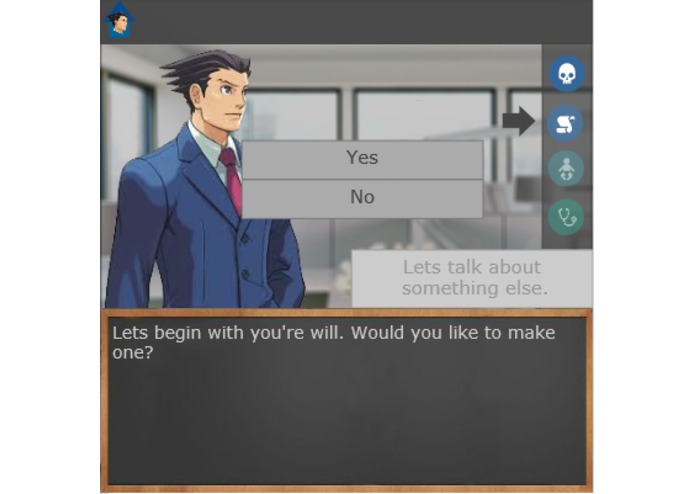 Yes
No
Lets talk about
something else.
Lets begin with you're will. Would you like to make
one?